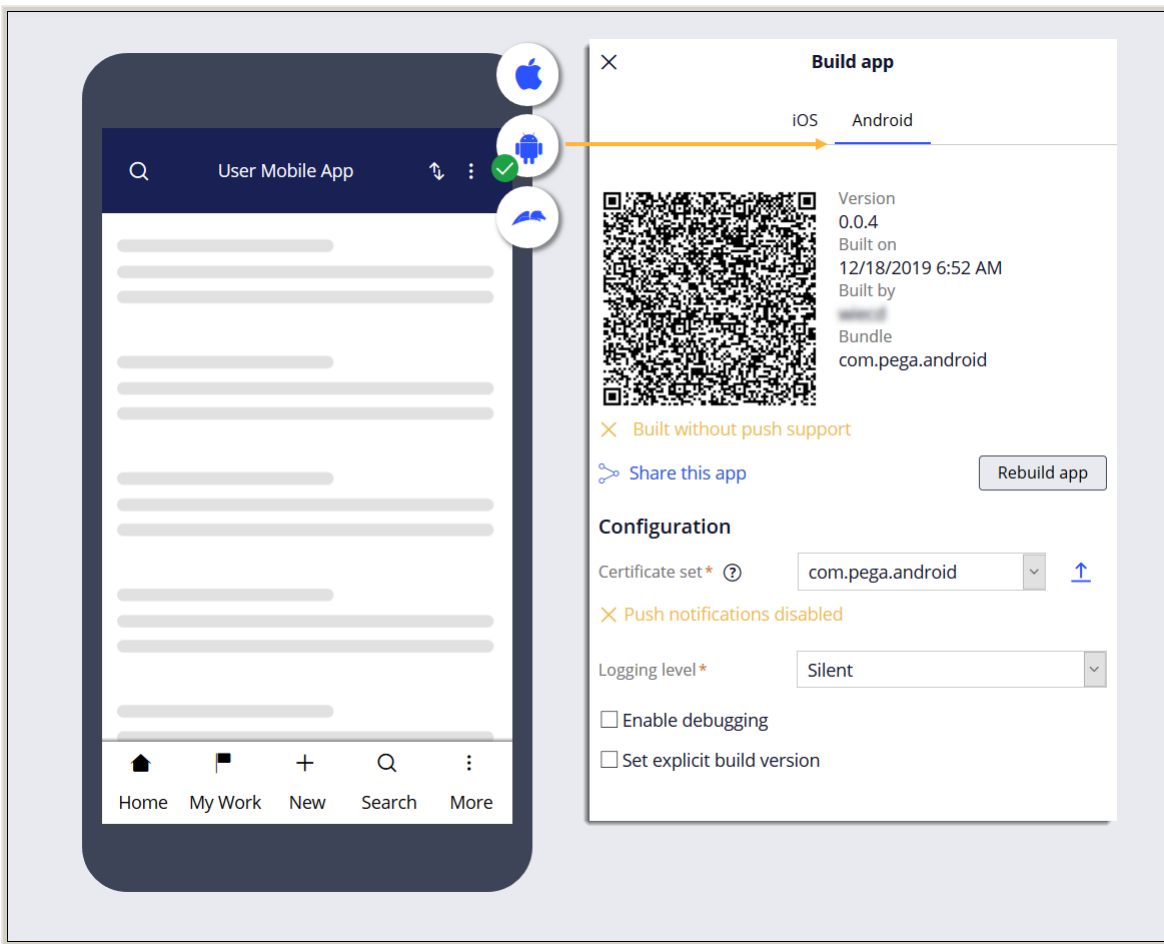 User Mobile App
Home My Work New Search More
Build app
iOS Android
Version
0.0.4
Built on
12/18/2019 6:52 AM
Built by
Bundle
com.pega.android
Built without push support
Share this app
Rebuild app
Configuration
Certificate set* ? com.pega.android
Push notifications disabled
Logging level* Silent
Enable debugging
Set explicit build version